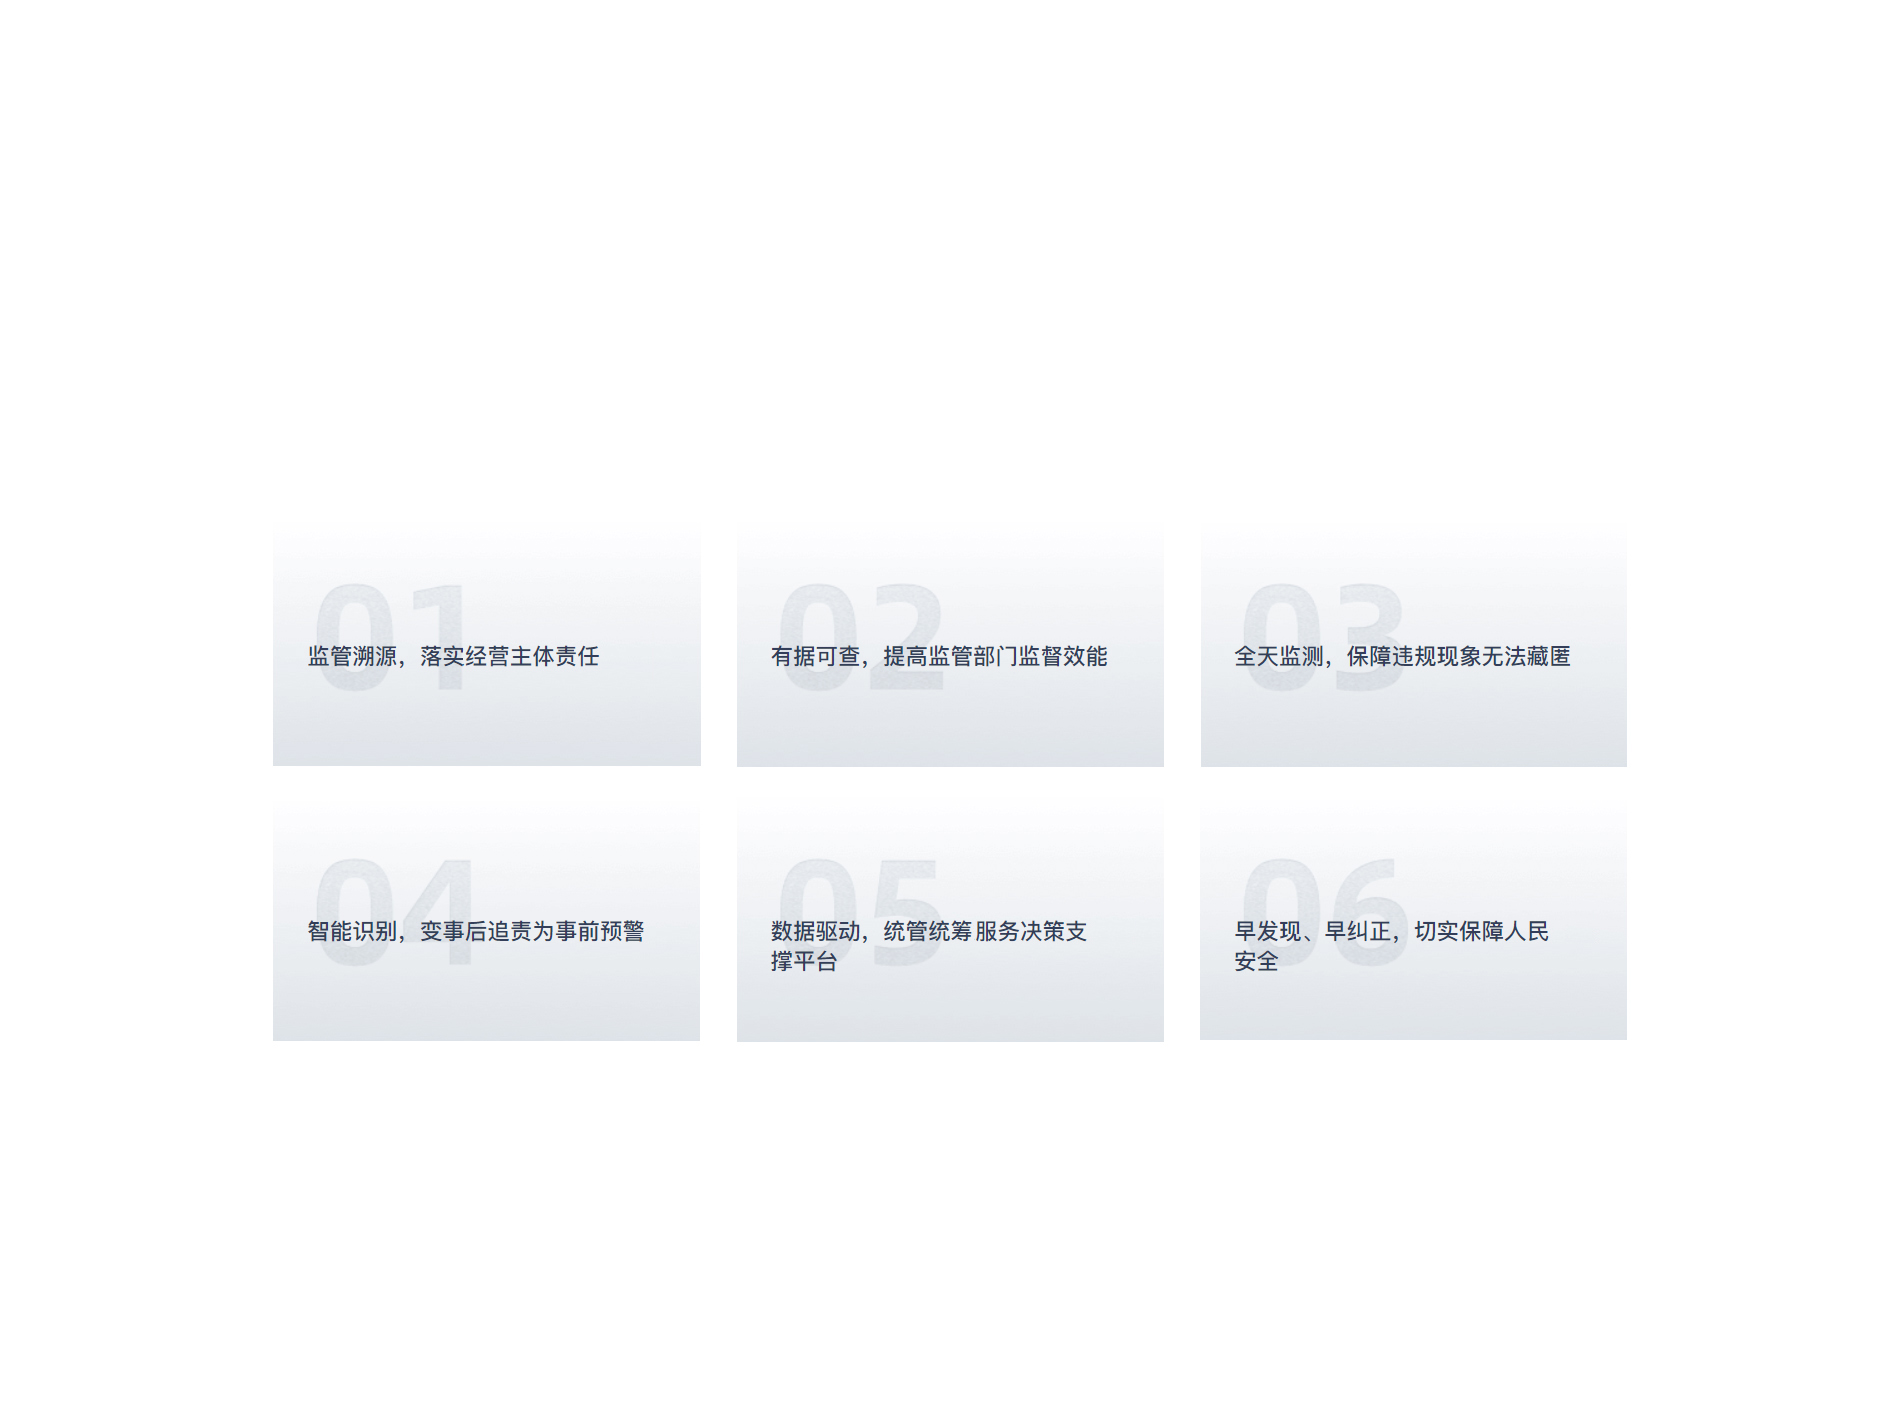 01
监管溯源，落实经营主体责任
02
有据可查，提高监管部门监督效能
03
全天监测，保障违规现象无法藏匿
04
智能识别，变事后追责为事前预警
05
数据驱动，统管统筹 服务决策支
撑平台
06
早发现、早纠正，切实保障人民
安全